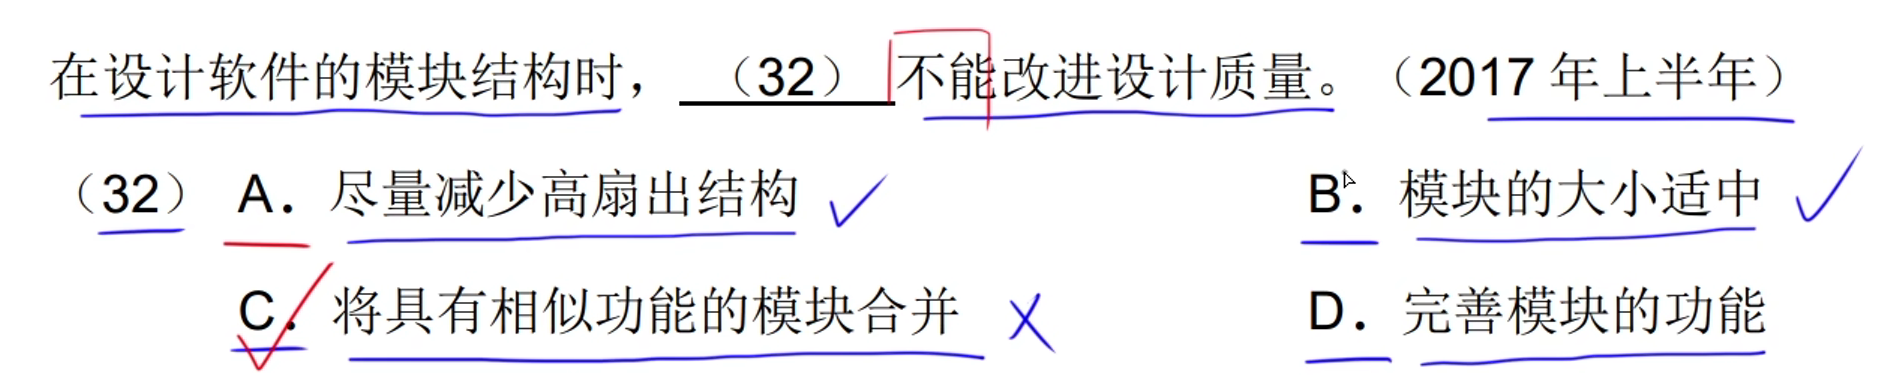 在设计软件的模块结构时，（32）不能改进设计质量。（2017 年上半年）
（32） A．尽量减少高扇出结构 B．模块的大小适中
C．将具有相似功能的模块合并 D．完善模块的功能